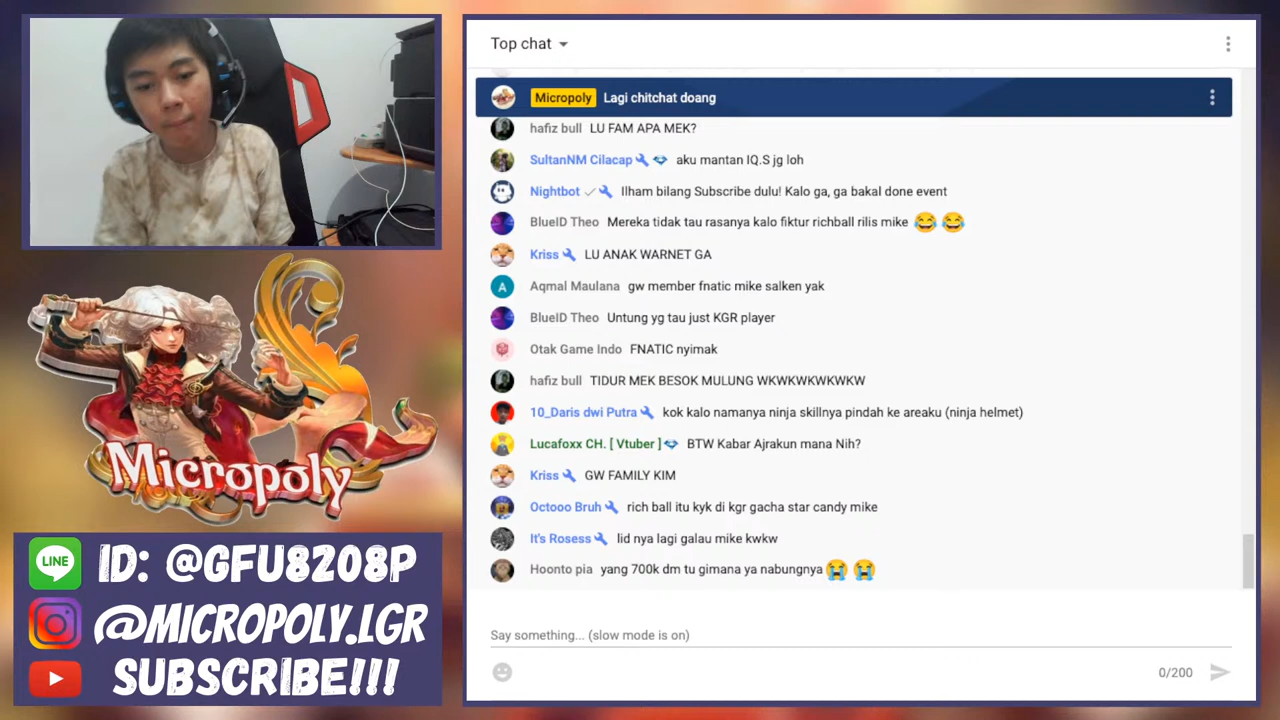 Micropoly
LINE
ID: @GFU8208P
@MICROPOLY.LGR
SUBSCRIBE!!!
Top chat
Micropoly Lagi chitchat doang
hafiz bull LU FAM APA MEK?
SultanNM Cilacap aku mantan IQ.S jg loh
Nightbot Ilham bilang Subscribe dulu! Kalo ga, ga bakal done event
BlueID Theo Mereka tidak tau rasanya kalo fiktur richball rilis mike 😂 😂
Kriss LU ANAK WARNET GA
A Aqmal Maulana gw member fnatic mike salken yak
BlueID Theo Untung yg tau just KGR player
Otak Game Indo FNATIC nyimak
hafiz bull TIDUR MEK BESOK MULUNG WKWKWKWKWKW
10_Daris dwi Putra kok kalo namanya ninja skillnya pindah ke areaku (ninja helmet)
Lucafoxx CH. [ Vtuber ] BTW Kabar Ajrakun mana Nih?
Kriss GW FAMILY KIM
Octooo Bruh rich ball itu kyk di kgr gacha star candy mike
It's Rosess lid nya lagi galau mike kwkw
Hoonto pia yang 700k dm tu gimana ya nabungnya 😭 😭
Say something... (slow mode is on)
0/200